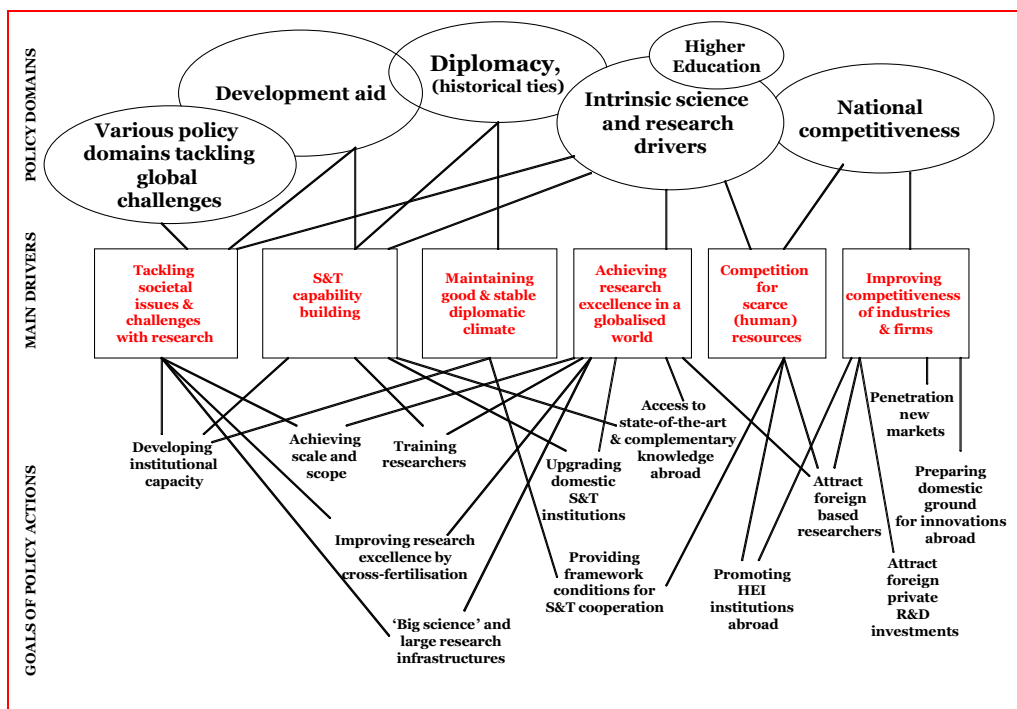 POLICY DOMAINS
Various policy
domains tackling
global
challenges
Development aid
Diplomacy,
(historical ties)
Higher
Education
Intrinsic science
and research
drivers
National
competitiveness
MAIN DRIVERS
Tackling
societal
issues &
challenges
with research
S&T
capability
building
Maintaining
good & stable
diplomatic
climate
Achieving
research
excellence in a
globalised
world
Competition
for
scarce
(human)
resources
Improving
competitiveness
of industries
& firms
GOALS OF POLICY ACTIONS
Developing
institutional
capacity
Achieving
scale and
scope
Training
researchers
Upgrading
domestic
S&T
institutions
Access to
state-of-the-art
& complementary
knowledge
abroad
Attract
foreign
based
researchers
Penetration
new
markets
Preparing
domestic
ground
for innovations
abroad
Improving research
excellence by
cross-fertilisation
Providing
framework
conditions for
S&T cooperation
Promoting
HEI
institutions
abroad
Attract
foreign
private
R&D
investments
‘Big science’ and
large research
infrastructures